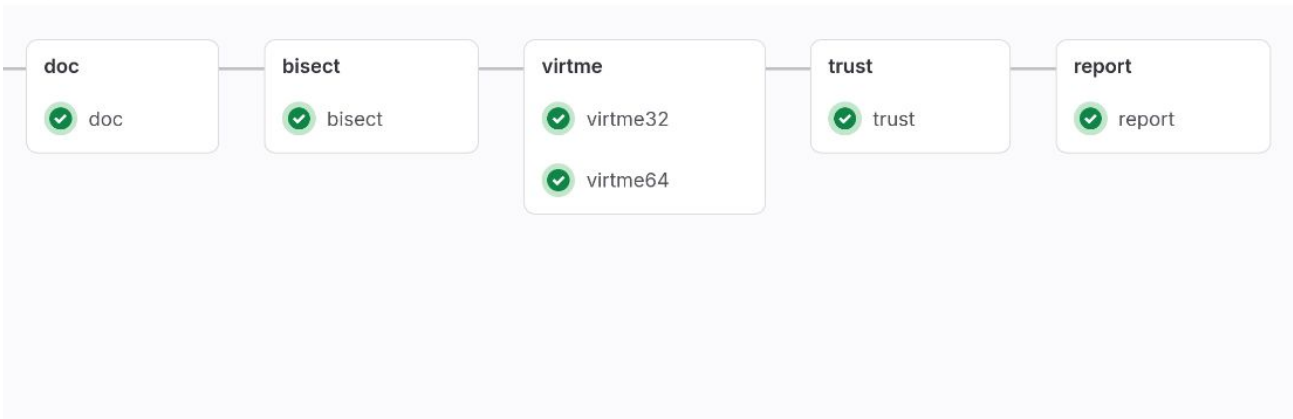 doc
doc
bisect
bisect
virtme
virtme32
virtme64
trust
trust
report
report